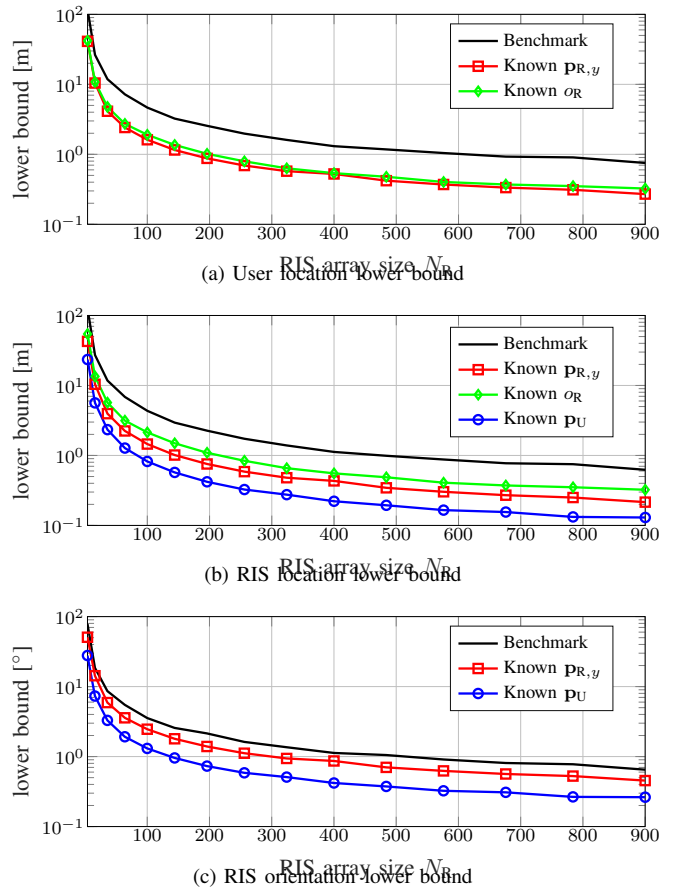 10^2
10^1
10^0
10^{-1}
lower bound [m]
Benchmark
Known p_{R,y}
Known o_R
100 200 300 400 500 600 700 800 900
RIS array size N_R
(a) User location lower bound
10^2
10^1
10^0
10^{-1}
lower bound [m]
Benchmark
Known p_{R,y}
Known o_R
Known p_U
100 200 300 400 500 600 700 800 900
RIS array size N_R
(b) RIS location lower bound
10^2
10^1
10^0
10^{-1}
lower bound [°]
Benchmark
Known p_{R,y}
Known p_U
100 200 300 400 500 600 700 800 900
RIS array size N_R
(c) RIS orientation lower bound